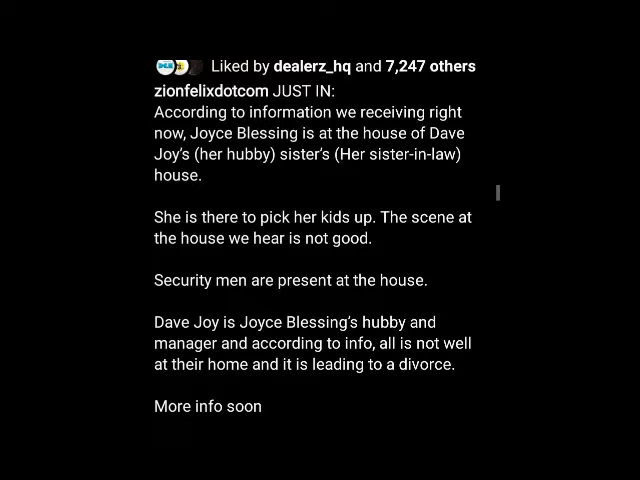 Liked by dealerz_hq and 7,247 others
zionfelixdotcom JUST IN:
According to information we receiving right
now, Joyce Blessing is at the house of Dave
Joy's (her hubby) sister's (Her sister-in-law)
house.
She is there to pick her kids up. The scene at
the house we hear is not good.
Security men are present at the house.
Dave Joy is Joyce Blessing's hubby and
manager and according to info, all is not well
at their home and it is leading to a divorce.
More info soon